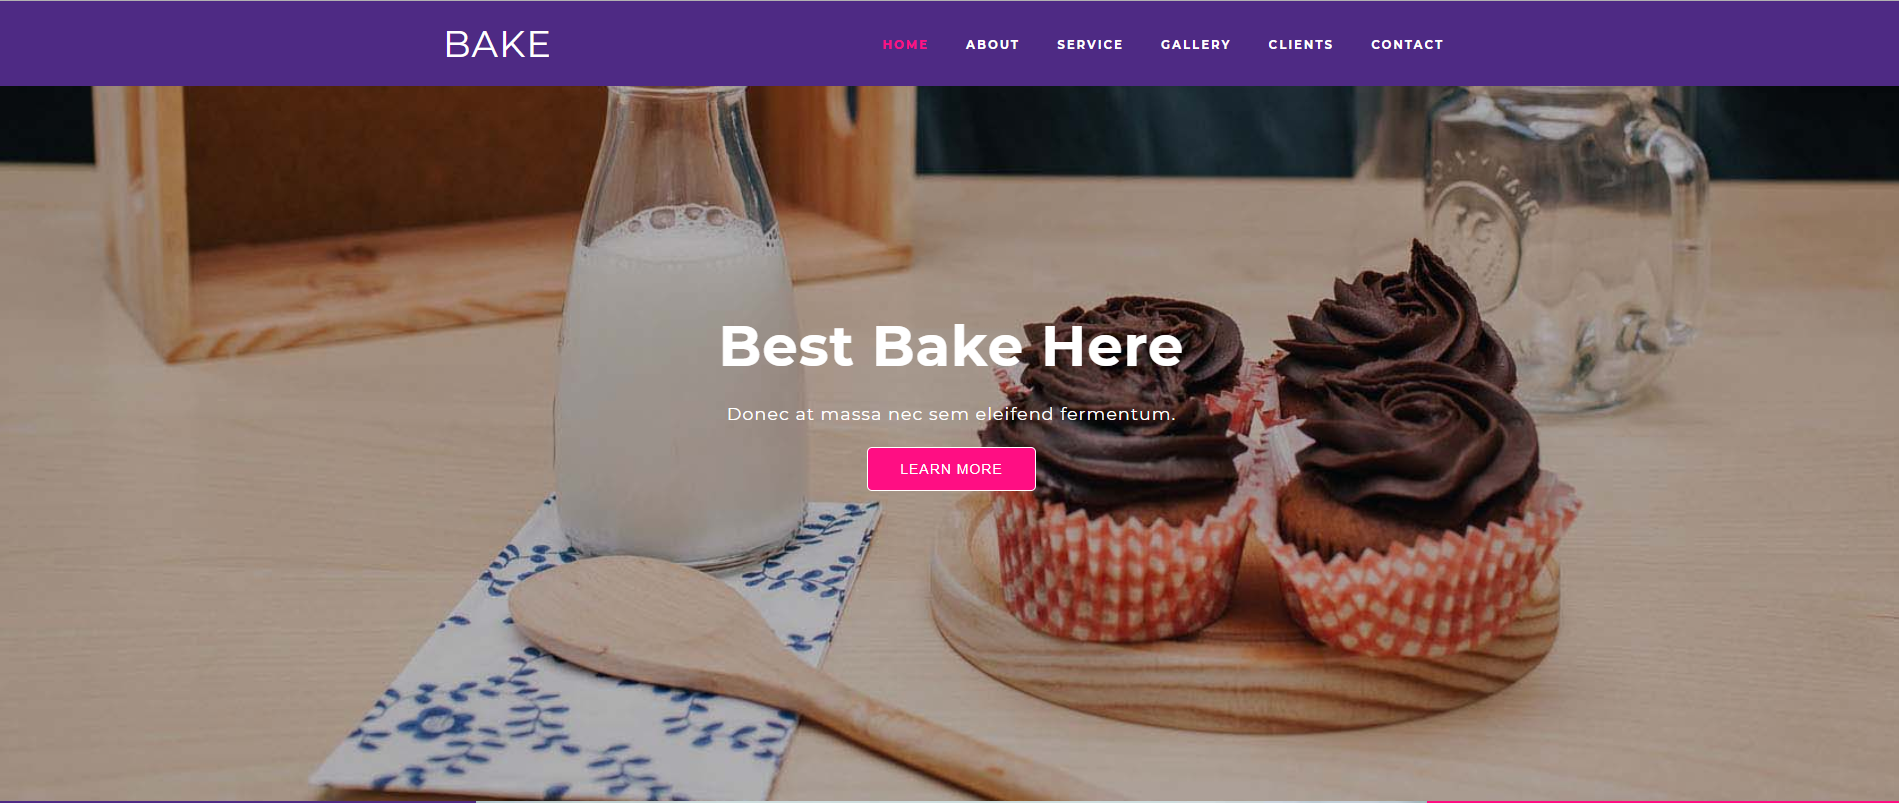 BAKE
HOME ABOUT SERVICE GALLERY CLIENTS CONTACT
FAIR
Best Bake Here
Donec at massa nec sem eleifend fermentum.
LEARN MORE